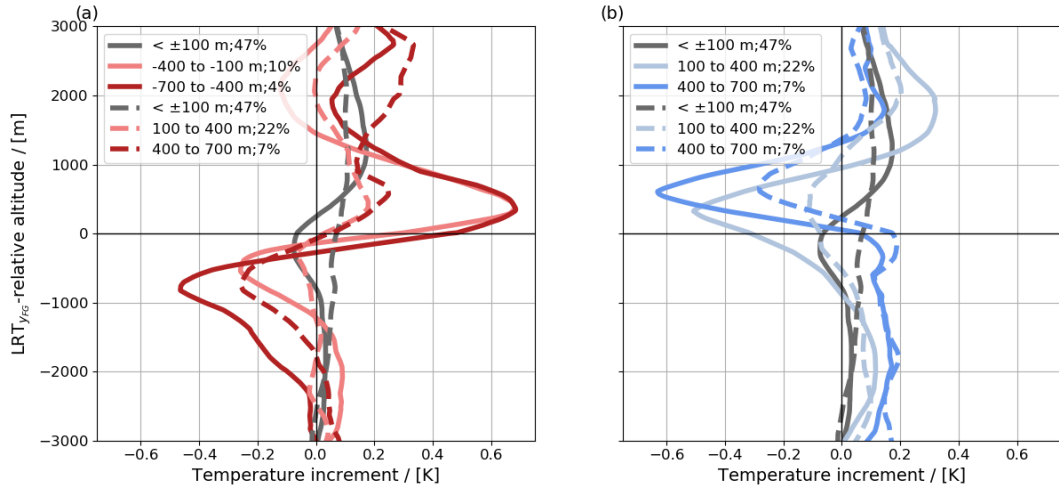 (a)
(b)
LRT_{y_{FG}}-relative altitude / [m]
3000
2000
1000
0
−1000
−2000
−3000
< ±100 m;47%
-400 to -100 m;10%
-700 to -400 m;4%
< ±100 m;47%
100 to 400 m;22%
400 to 700 m;7%
−0.6 −0.4 −0.2 0.0 0.2 0.4 0.6
Temperature increment / [K]
< ±100 m;47%
100 to 400 m;22%
400 to 700 m;7%
< ±100 m;47%
100 to 400 m;22%
400 to 700 m;7%
−0.6 −0.4 −0.2 0.0 0.2 0.4 0.6
Temperature increment / [K]